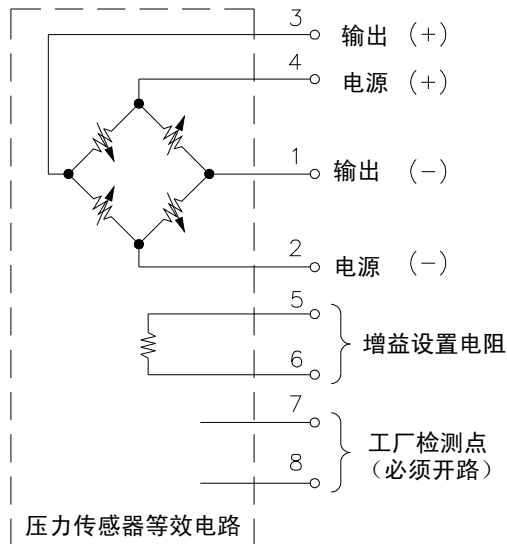 3 输出 (+)
4 电源 (+)
1 输出 (-)
2 电源 (-)
5
增益设置电阻
6
7
工厂检测点
(必须开路)
8
压力传感器等效电路